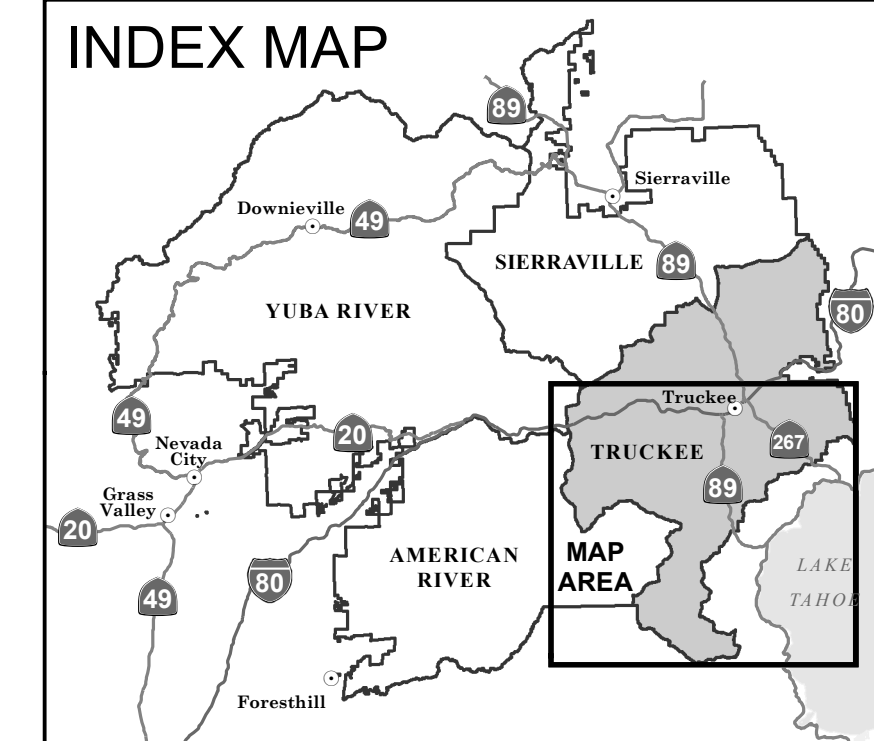 INDEX MAP
89
Sierraville
Downieville
49
SIERRAVILLE
89
YUBA RIVER
80
Truckee
49
20
Nevada
City
TRUCKEE
267
89
Grass
Valley
20
AMERICAN
RIVER
MAP
AREA
80
49
LAKE
TAHOE
Foresthill